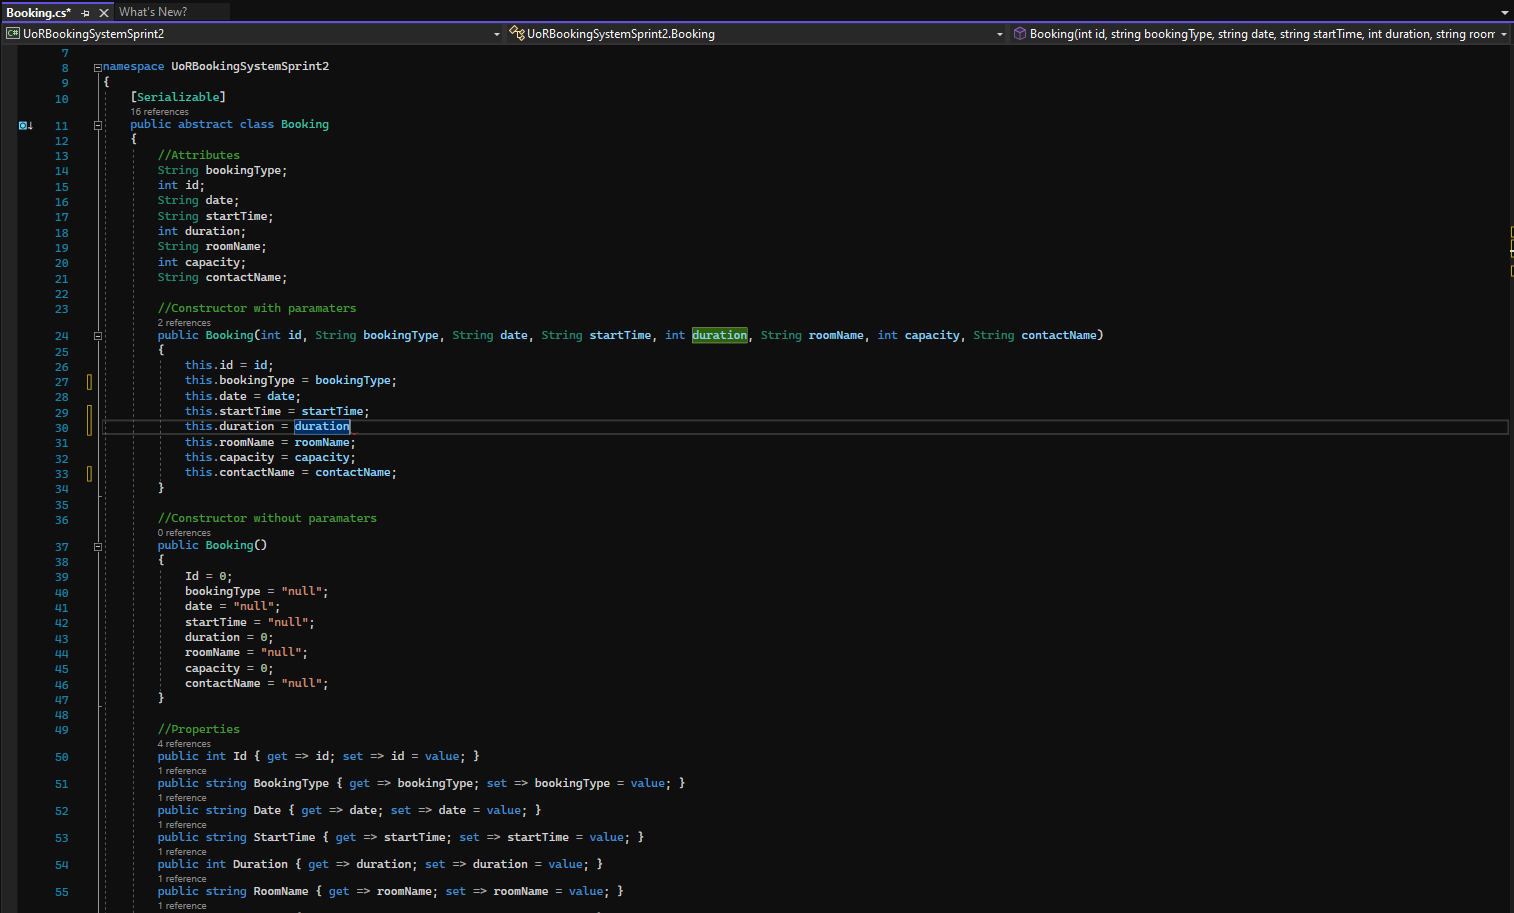 Booking.cs* What's New?
UoRBookingSystemSprint2 UoRBookingSystemSprint2.Booking Booking(int id, string bookingType, string date, string startTime, int duration, string room
7
8 namespace UoRBookingSystemSprint2
9 {
10 [Serializable]
16 references
11 public abstract class Booking
12 {
13 //Attributes
14 String bookingType;
15 int id;
16 String date;
17 String startTime;
18 int duration;
19 String roomName;
20 int capacity;
21 String contactName;
22
23 //Constructor with paramaters
2 references
24 public Booking(int id, String bookingType, String date, String startTime, int duration, String roomName, int capacity, String contactName)
25 {
26 this.id = id;
27 this.bookingType = bookingType;
28 this.date = date;
29 this.startTime = startTime;
30 this.duration = duration
31 this.roomName = roomName;
32 this.capacity = capacity;
33 this.contactName = contactName;
34 }
35
36 //Constructor without paramaters
0 references
37 public Booking()
38 {
39 Id = 0;
40 bookingType = "null";
41 date = "null";
42 startTime = "null";
43 duration = 0;
44 roomName = "null";
45 capacity = 0;
46 contactName = "null";
47 }
48
49 //Properties
4 references
50 public int Id { get => id; set => id = value; }
1 reference
51 public string BookingType { get => bookingType; set => bookingType = value; }
1 reference
52 public string Date { get => date; set => date = value; }
1 reference
53 public string StartTime { get => startTime; set => startTime = value; }
1 reference
54 public int Duration { get => duration; set => duration = value; }
1 reference
55 public string RoomName { get => roomName; set => roomName = value; }
1 reference